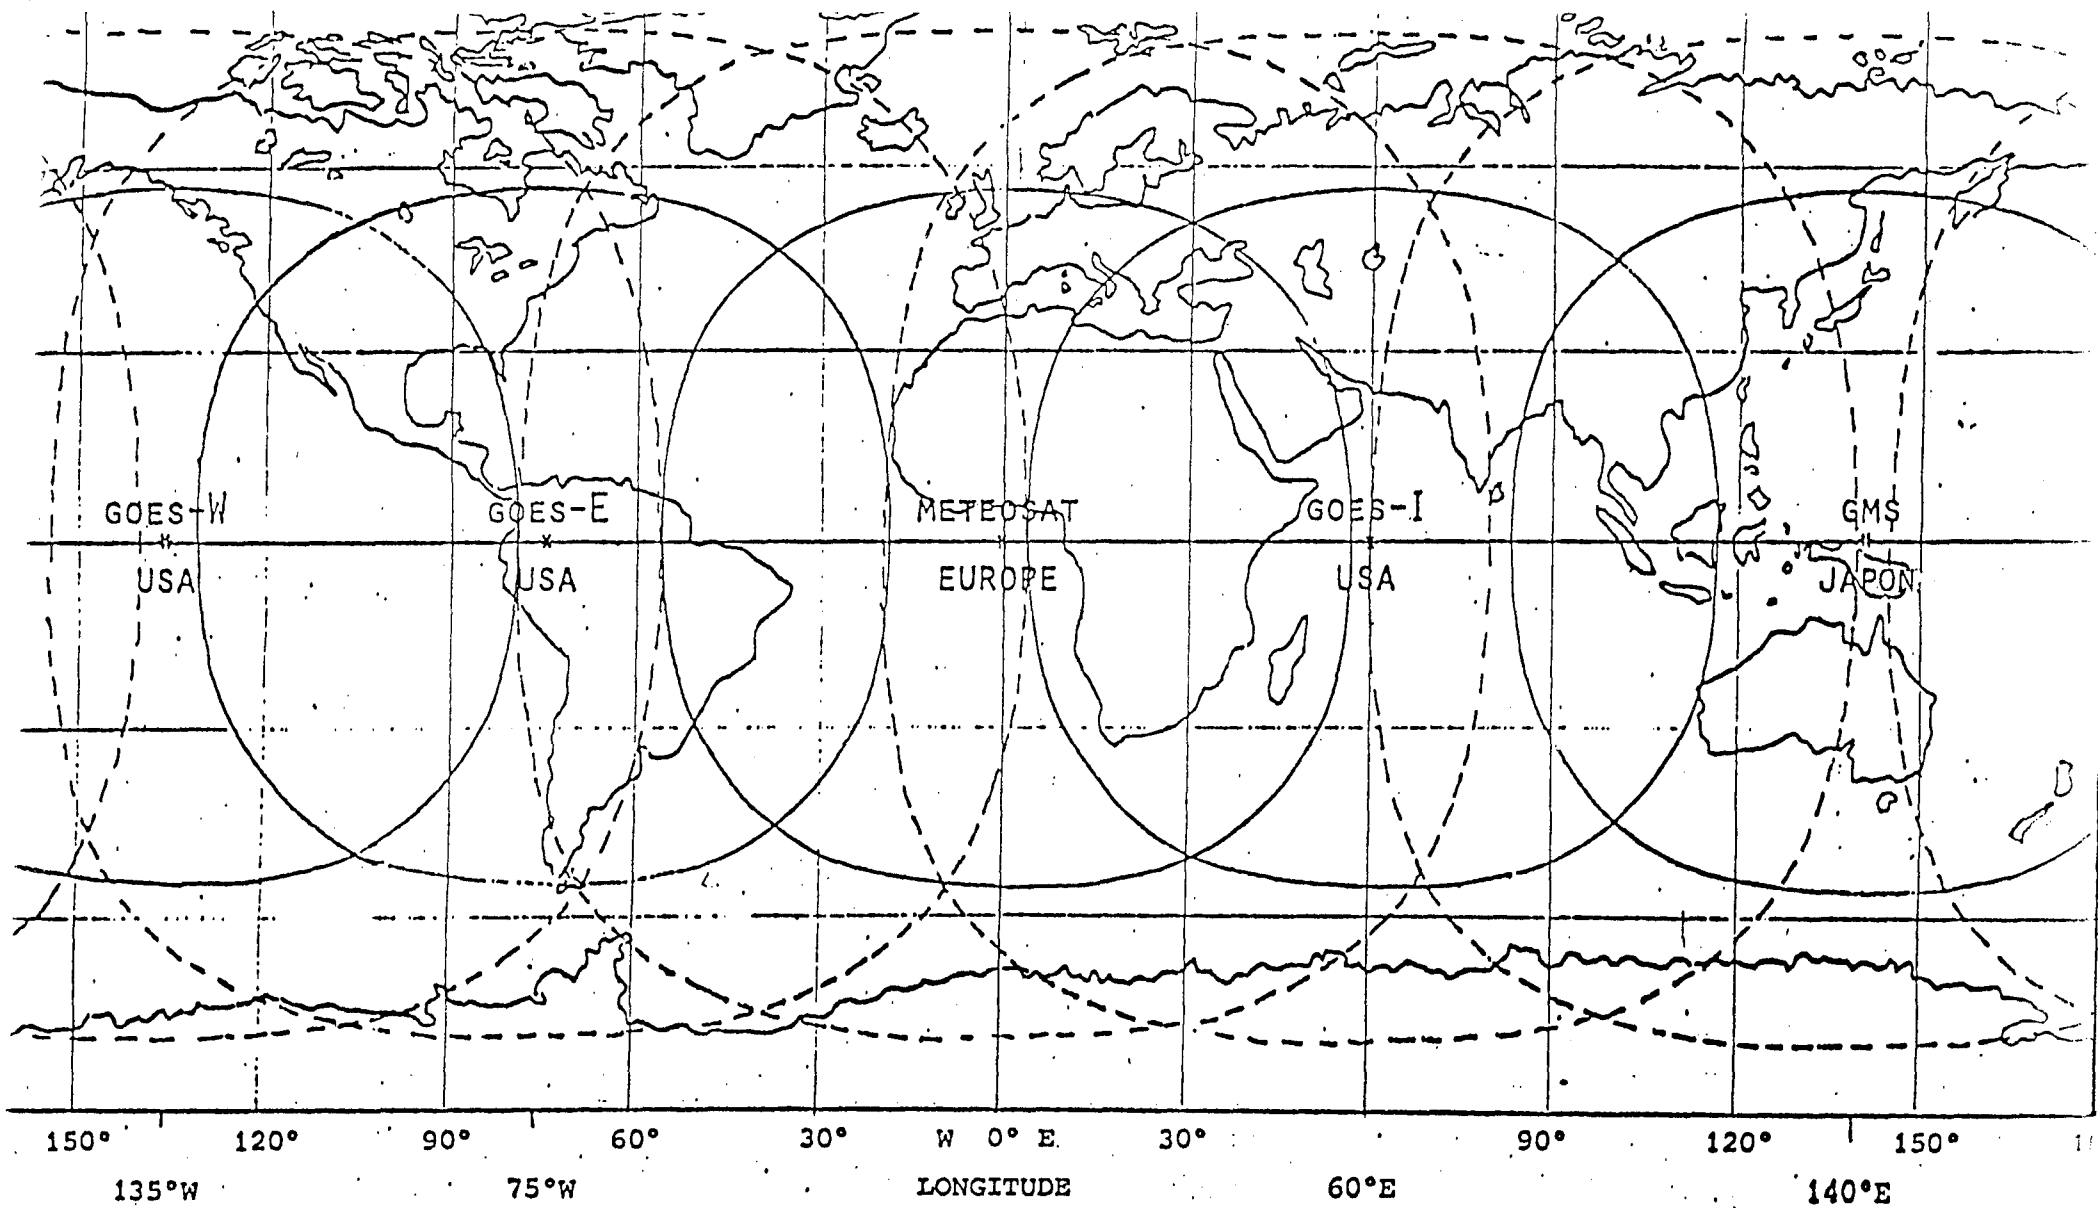 GOES-W GOES-E METEOSAT GOES-I GMS
USA USA EUROPE USA JAPON
150° 120° 90° 60° 30° W 0° E 30° 90° 120° 150°
135°W 75°W LONGITUDE 60°E 140°E